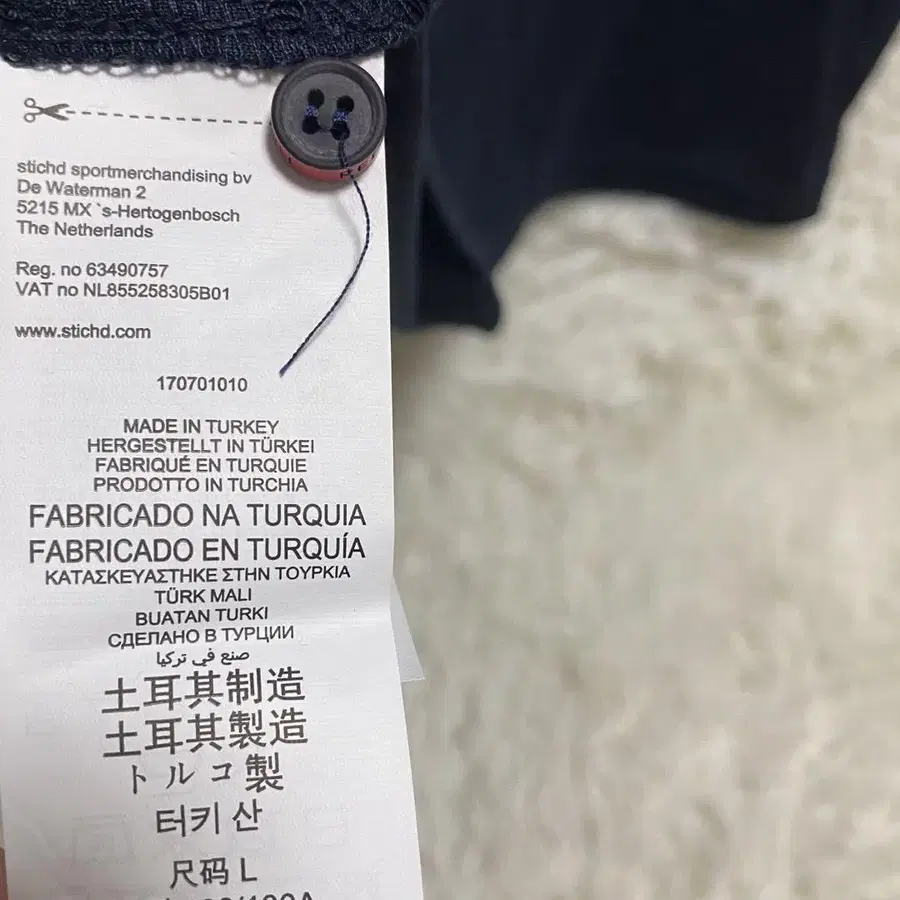 stichd sportmerchandising bv
De Waterman 2
5215 MX `s-Hertogenbosch
The Netherlands
Reg. no 63490757
VAT no NL855258305B01
www.stichd.com
170701010
MADE IN TURKEY
HERGESTELLT IN TÜRKEI
FABRIQUÉ EN TURQUIE
PRODOTTO IN TURCHIA
FABRICADO NA TURQUIA
FABRICADO EN TURQUÍA
ΚΑΤΑΣΚΕΥΑΣΤΗΚΕ ΣΤΗΝ ΤΟΥΡΚΙΑ
TÜRK MALI
BUATAN TURKI
СДЕЛАНО В ТУРЦИИ
صنع في تركيا
土耳其制造
土耳其製造
トルコ製
터키 산
尺码 L